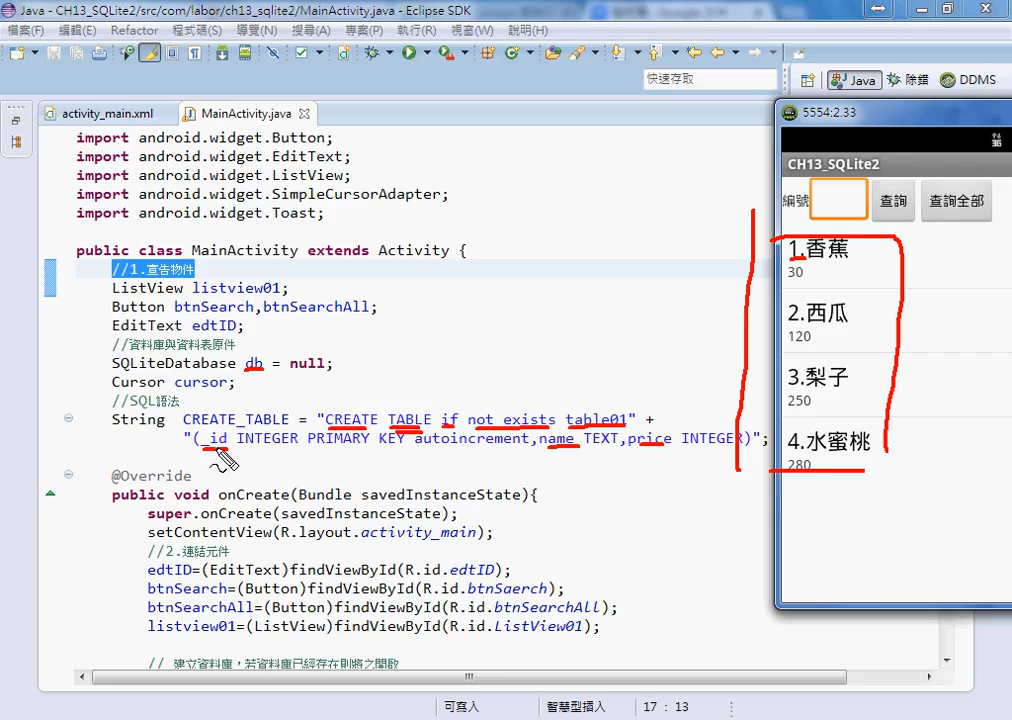 Java - CH13_SQLite2/src/com/labor/ch13_sqlite2/MainActivity.java - Eclipse SDK
檔案(F) 編輯(E) Refactor 程式碼(S) 導覽(N) 搜尋(A) 專案(P) 執行(R) 視窗(W) 說明(H)
快速存取
Java 除錯 DDMS
activity_main.xml
MainActivity.java
import android.widget.Button;
import android.widget.EditText;
import android.widget.ListView;
import android.widget.SimpleCursorAdapter;
import android.widget.Toast;
public class MainActivity extends Activity {
//1.宣告物件
ListView listview01;
Button btnSearch,btnSearchAll;
EditText edtID;
//資料庫與資料表原件
SQLiteDatabase db = null;
Cursor cursor;
//SQL語法
String CREATE_TABLE = "CREATE TABLE if not exists table01" +
"(_id INTEGER PRIMARY KEY autoincrement,name TEXT,price INTEGER)";
@Override
public void onCreate(Bundle savedInstanceState){
super.onCreate(savedInstanceState);
setContentView(R.layout.activity_main);
//2.連結元件
edtID=(EditText)findViewById(R.id.edtID);
btnSearch=(Button)findViewById(R.id.btnSaerch);
btnSearchAll=(Button)findViewById(R.id.btnSearchAll);
listview01=(ListView)findViewById(R.id.ListView01);
// 建立資料庫，若資料庫已經存在則將之開啟
可寫入
智慧型插入
17 : 13
5554:2.33
36
CH13_SQLite2
編號
查詢
查詢全部
1.香蕉
30
2.西瓜
120
3.梨子
250
4.水蜜桃
280